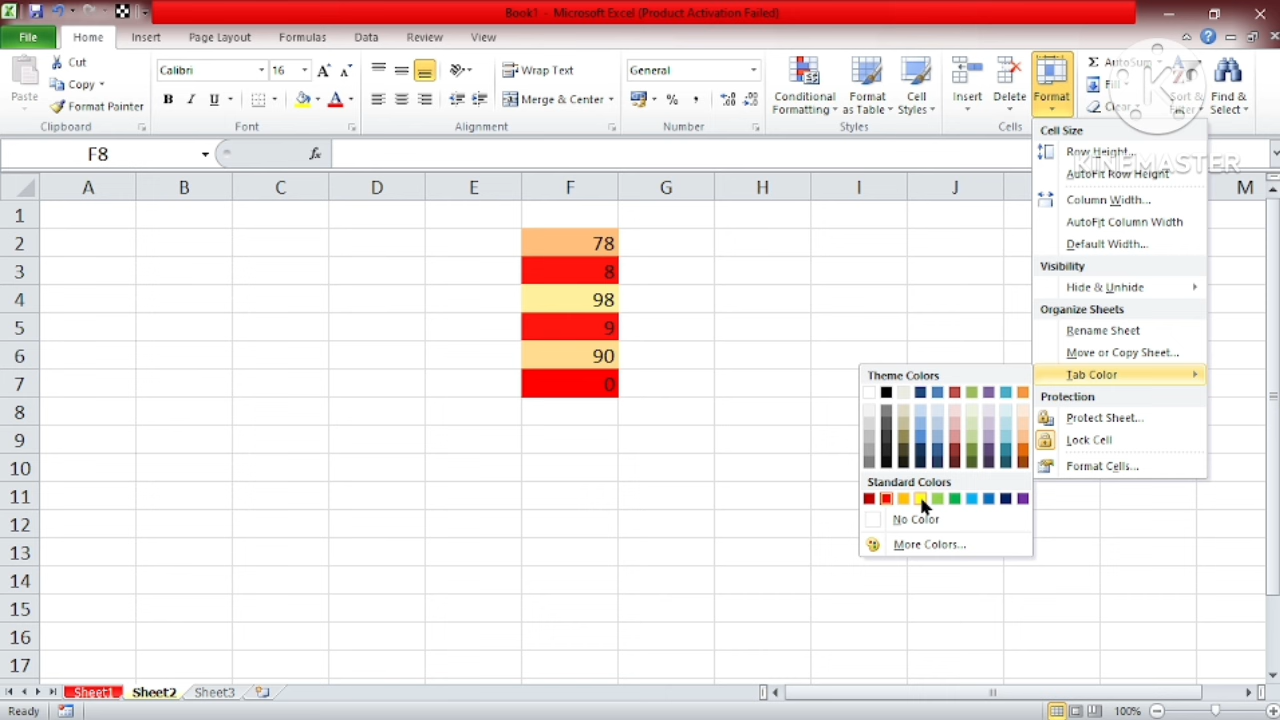 Book1 - Microsoft Excel (Product Activation Failed)
File Home Insert Page Layout Formulas Data Review View
Paste
Cut
Copy
Format Painter
Clipboard
Calibri 16
B I U
Font
Wrap Text
Merge & Center
Alignment
General
Number
Conditional Formatting
Format as Table
Cell Styles
Styles
Insert
Delete
Format
Cells
AutoSum
Fill
Clear
Sort & Filter
Find & Select
KINEMASTER
F8 fx
A B C D E F G H I J M
1
2 78
3 8
4 98
5 9
6 90
7 0
8
9
10
11
12
13
14
15
16
17
Cell Size
Row Height...
AutoFit Row Height
Column Width...
AutoFit Column Width
Default Width...
Visibility
Hide & Unhide
Organize Sheets
Rename Sheet
Move or Copy Sheet...
Tab Color
Protection
Protect Sheet...
Lock Cell
Format Cells...
Theme Colors
Standard Colors
No Color
More Colors...
Sheet1 Sheet2 Sheet3
Ready 100%